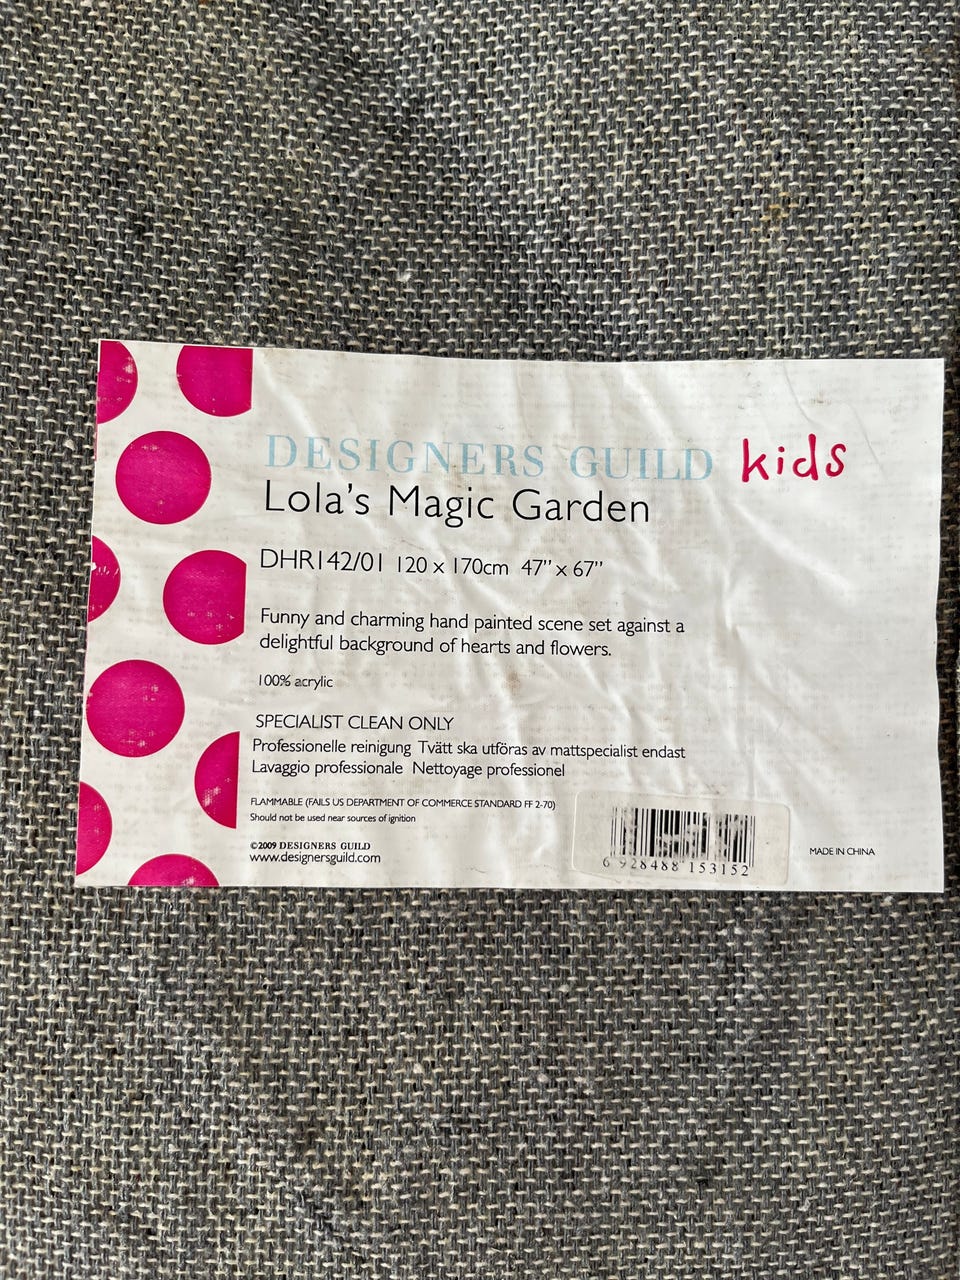 DESIGNERS GUILD kids
Lola's Magic Garden
DHR142/01 120 x 170cm 47" x 67"
Funny and charming hand painted scene set against a
delightful background of hearts and flowers.
100% acrylic
SPECIALIST CLEAN ONLY
Professionelle reinigung Tvätt ska utföras av mattspecialist endast
Lavaggio professionale Nettoyage professionel
FLAMMABLE (FAILS US DEPARTMENT OF COMMERCE STANDARD FF 2-70)
Should not be used near sources of ignition
©2009 DESIGNERS GUILD
www.designersguild.com
6 928488 153152
MADE IN CHINA